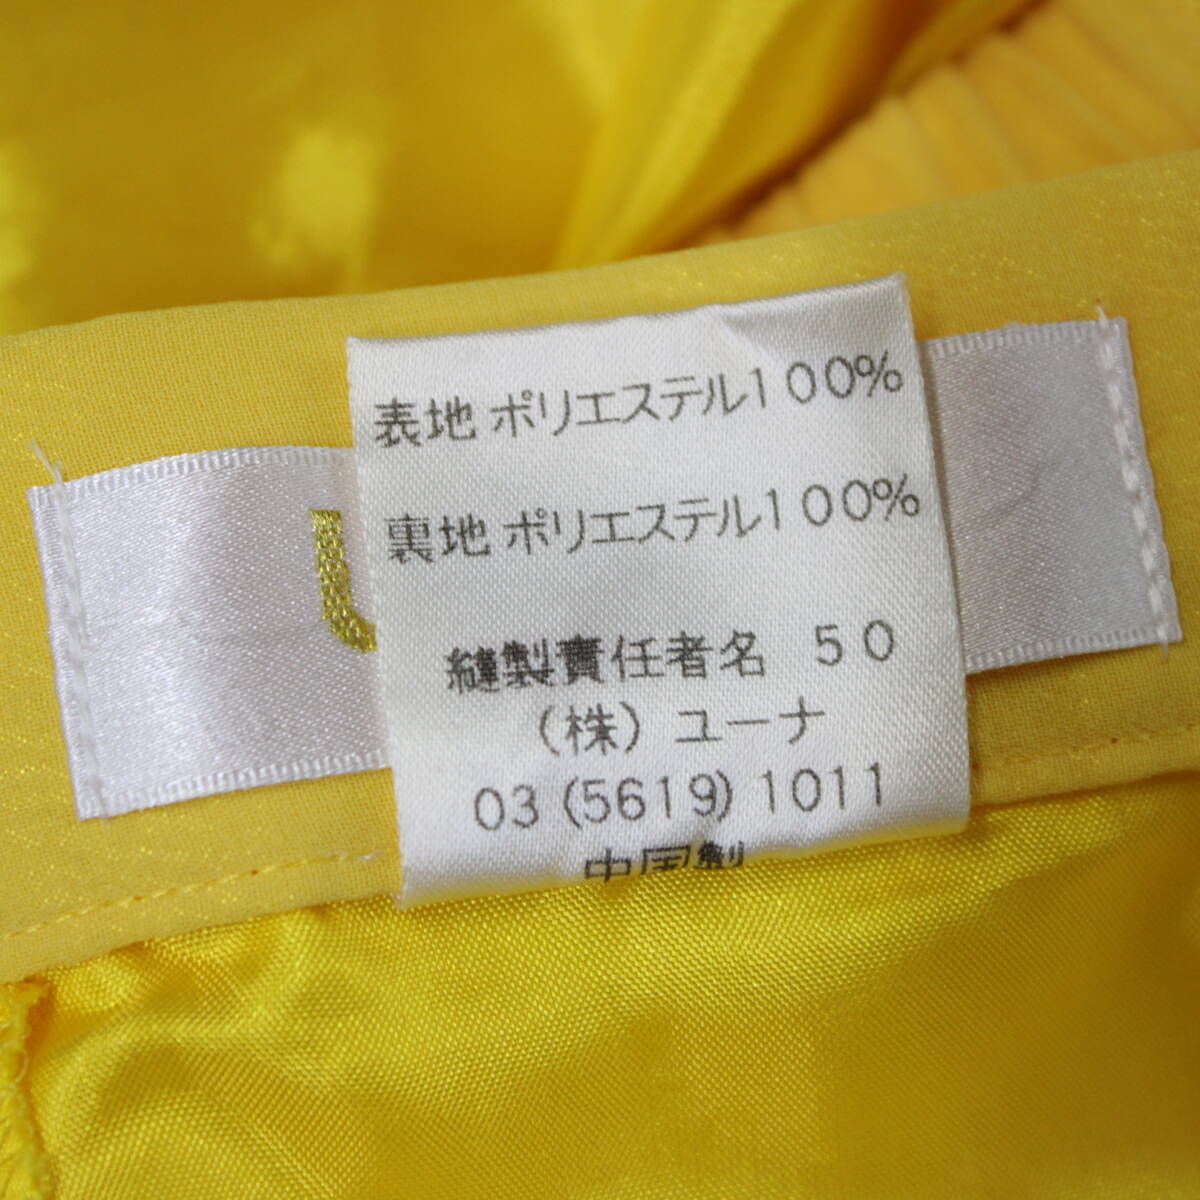 表地 ポリエステル100%
裏地 ポリエステル100%
縫製責任者名 50
(株) ユーナ
03 (5619) 1011
中国製